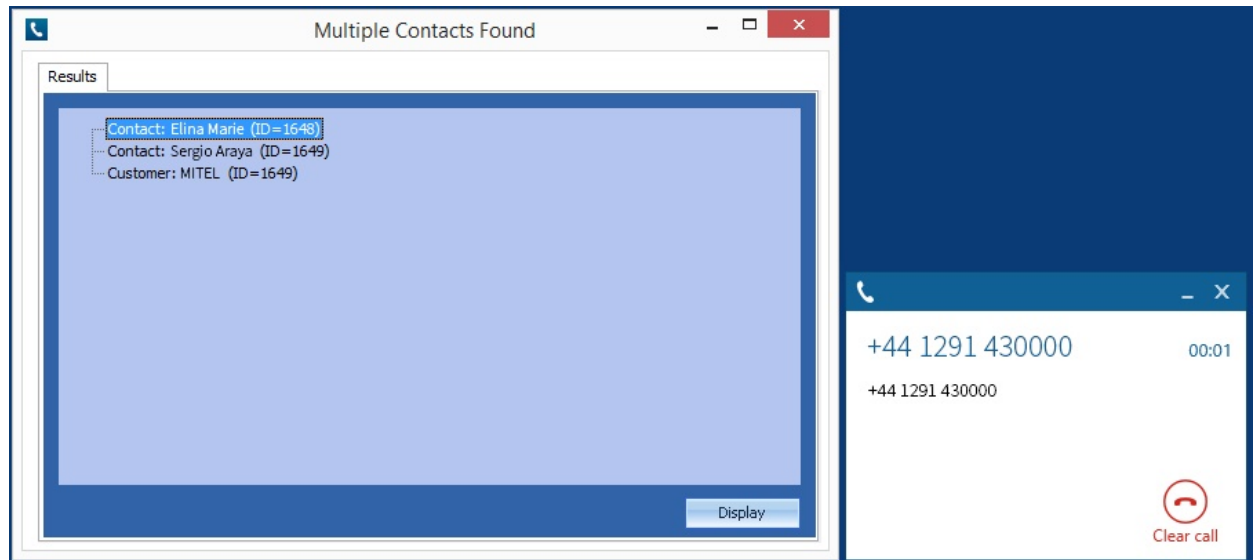 Multiple Contacts Found
Results
Contact: Elina Marie (ID=1648)
Contact: Sergio Araya (ID=1649)
Customer: MITEL (ID=1649)
Display
+44 1291 430000 00:01
+44 1291 430000
Clear call